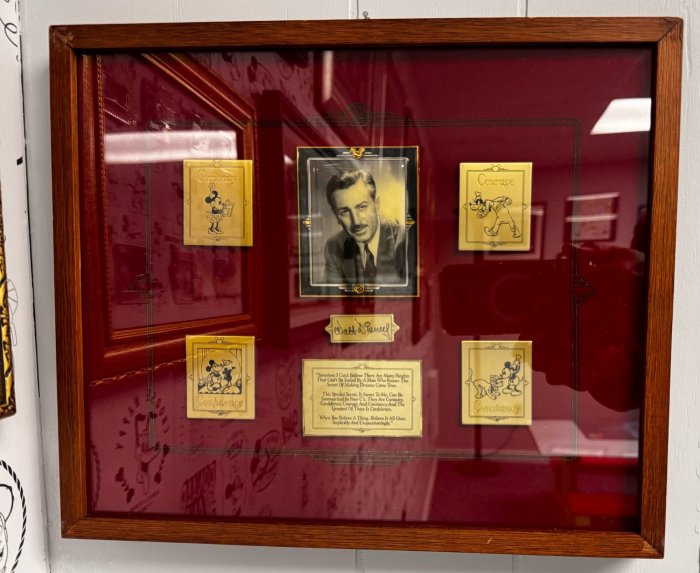 Curiosity
Courage
Walt Disney
Confidence
Constancy
"Somehow I Can't Believe There Are Many Heights
That Can't Be Scaled By A Man Who Knows The
Secret Of Making Dreams Come True.
This Special Secret, It Seems To Me, Can Be
Summarized In Four C's. They Are Curiosity,
Confidence, Courage And Constancy And The
Greatest Of These Is Confidence.
When You Believe A Thing, Believe It All Over,
Implicitly And Unquestioningly."